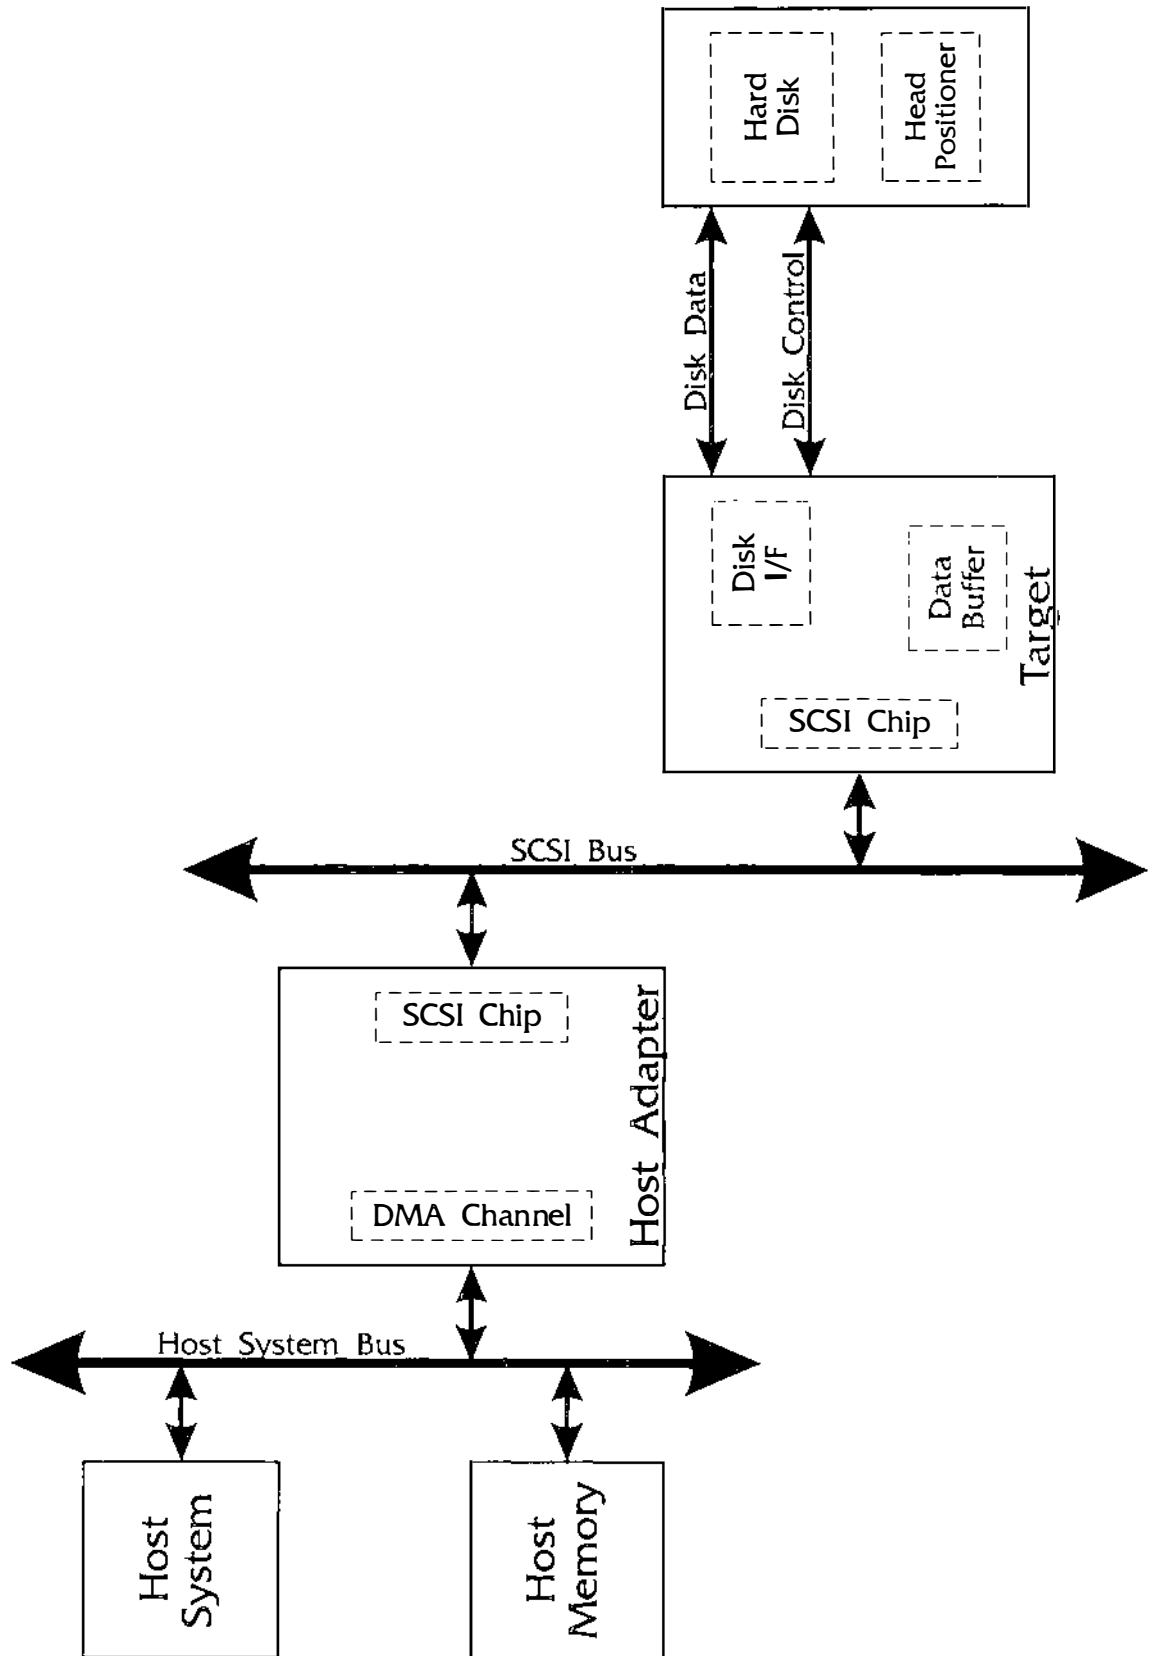 Hard
Disk
Head
Positioner
Disk Data
Disk Control
Disk
I/F
Data
Buffer
Target
SCSI Chip
SCSI Bus
SCSI Chip
Host Adapter
DMA Channel
Host System Bus
Host
System
Host
Memory